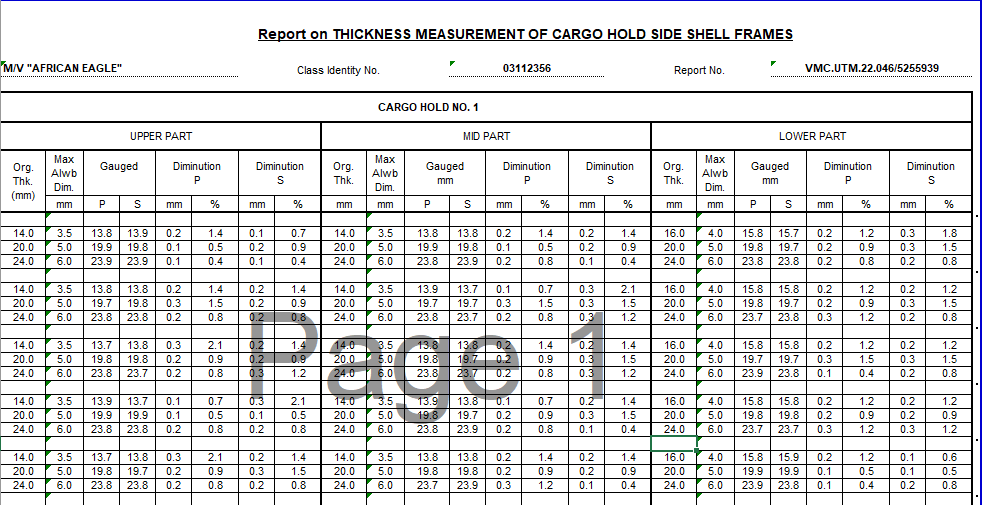 Report on THICKNESS MEASUREMENT OF CARGO HOLD SIDE SHELL FRAMES
M/V "AFRICAN EAGLE" Class Identity No. 03112356 Report No. VMC.UTM.22.046/5255939
CARGO HOLD NO. 1
UPPER PART MID PART LOWER PART
Org. Thk. (mm) Max Alwb Dim. Gauged Diminution P Diminution S Org. Thk. Max Alwb Dim. Gauged mm Diminution P Diminution S Org. Thk. Max Alwb Dim. Gauged mm Diminution P Diminution S
mm P S mm % mm % mm mm P S mm % mm % mm mm P S mm % mm %
14.0 3.5 13.8 13.9 0.2 1.4 0.1 0.7 14.0 3.5 13.8 13.8 0.2 1.4 0.2 1.4 16.0 4.0 15.8 15.7 0.2 1.2 0.3 1.8
20.0 5.0 19.9 19.8 0.1 0.5 0.2 0.9 20.0 5.0 19.9 19.8 0.1 0.5 0.2 0.9 20.0 5.0 19.8 19.7 0.2 0.9 0.3 1.5
24.0 6.0 23.9 23.9 0.1 0.4 0.1 0.4 24.0 6.0 23.8 23.9 0.2 0.8 0.1 0.4 24.0 6.0 23.8 23.8 0.2 0.8 0.2 0.8
14.0 3.5 13.8 13.8 0.2 1.4 0.2 1.4 14.0 3.5 13.9 13.7 0.1 0.7 0.3 2.1 16.0 4.0 15.8 15.8 0.2 1.2 0.2 1.2
20.0 5.0 19.7 19.8 0.3 1.5 0.2 0.9 20.0 5.0 19.7 19.7 0.3 1.5 0.3 1.5 20.0 5.0 19.8 19.7 0.2 0.9 0.3 1.5
24.0 6.0 23.8 23.8 0.2 0.8 0.2 0.8 24.0 6.0 23.8 23.7 0.2 0.8 0.3 1.2 24.0 6.0 23.7 23.8 0.3 1.2 0.2 0.8
14.0 3.5 13.7 13.8 0.3 2.1 0.2 1.4 14.0 3.5 13.8 13.8 0.2 1.4 0.2 1.4 16.0 4.0 15.8 15.8 0.2 1.2 0.2 1.2
20.0 5.0 19.8 19.8 0.2 0.9 0.2 0.9 20.0 5.0 19.8 19.7 0.2 0.9 0.3 1.5 20.0 5.0 19.7 19.7 0.3 1.5 0.3 1.5
24.0 6.0 23.8 23.7 0.2 0.8 0.3 1.2 24.0 6.0 23.8 23.7 0.2 0.8 0.3 1.2 24.0 6.0 23.9 23.8 0.1 0.4 0.2 0.8
Page 1
14.0 3.5 13.9 13.7 0.1 0.7 0.3 2.1 14.0 3.5 13.9 13.8 0.1 0.7 0.2 1.4 16.0 4.0 15.8 15.8 0.2 1.2 0.2 1.2
20.0 5.0 19.9 19.9 0.1 0.5 0.1 0.5 20.0 5.0 19.8 19.7 0.2 0.9 0.3 1.5 20.0 5.0 19.8 19.8 0.2 0.9 0.2 0.9
24.0 6.0 23.8 23.8 0.2 0.8 0.2 0.8 24.0 6.0 23.8 23.9 0.2 0.8 0.1 0.4 24.0 6.0 23.7 23.7 0.3 1.2 0.3 1.2
14.0 3.5 13.7 13.8 0.3 2.1 0.2 1.4 14.0 3.5 13.8 13.8 0.2 1.4 0.2 1.4 16.0 4.0 15.8 15.9 0.2 1.2 0.1 0.6
20.0 5.0 19.8 19.7 0.2 0.9 0.3 1.5 20.0 5.0 19.8 19.8 0.2 0.9 0.2 0.9 20.0 5.0 19.9 19.9 0.1 0.5 0.1 0.5
24.0 6.0 23.8 23.8 0.2 0.8 0.2 0.8 24.0 6.0 23.7 23.9 0.3 1.2 0.1 0.4 24.0 6.0 23.9 23.8 0.1 0.4 0.2 0.8